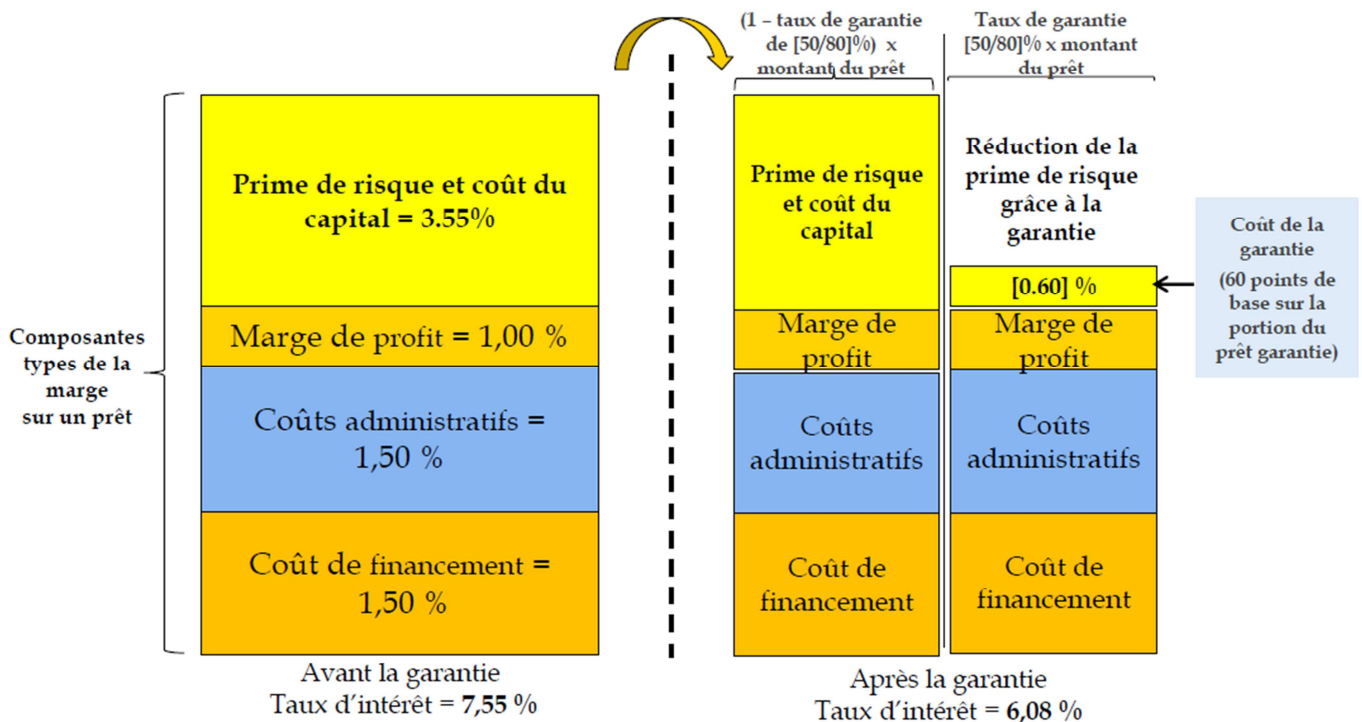 (1 – taux de garantie
de [50/80]%) x
montant du prêt
Taux de garantie
[50/80]% x montant
du prêt
Composantes
types de la
marge
sur un prêt
Prime de risque et coût du
capital = 3.55%
Marge de profit = 1,00 %
Coûts administratifs =
1,50 %
Coût de financement =
1,50 %
Avant la garantie
Taux d’intérêt = 7,55 %
Prime de risque
et coût du
capital
Marge de
profit
Coûts
administratifs
Coût de
financement
Réduction de la
prime de risque
grâce à la
garantie
[0.60] %
Marge de
profit
Coûts
administratifs
Coût de
financement
Après la garantie
Taux d’intérêt = 6,08 %
Coût de la
garantie
(60 points de
base sur la
portion du
prêt garantie)